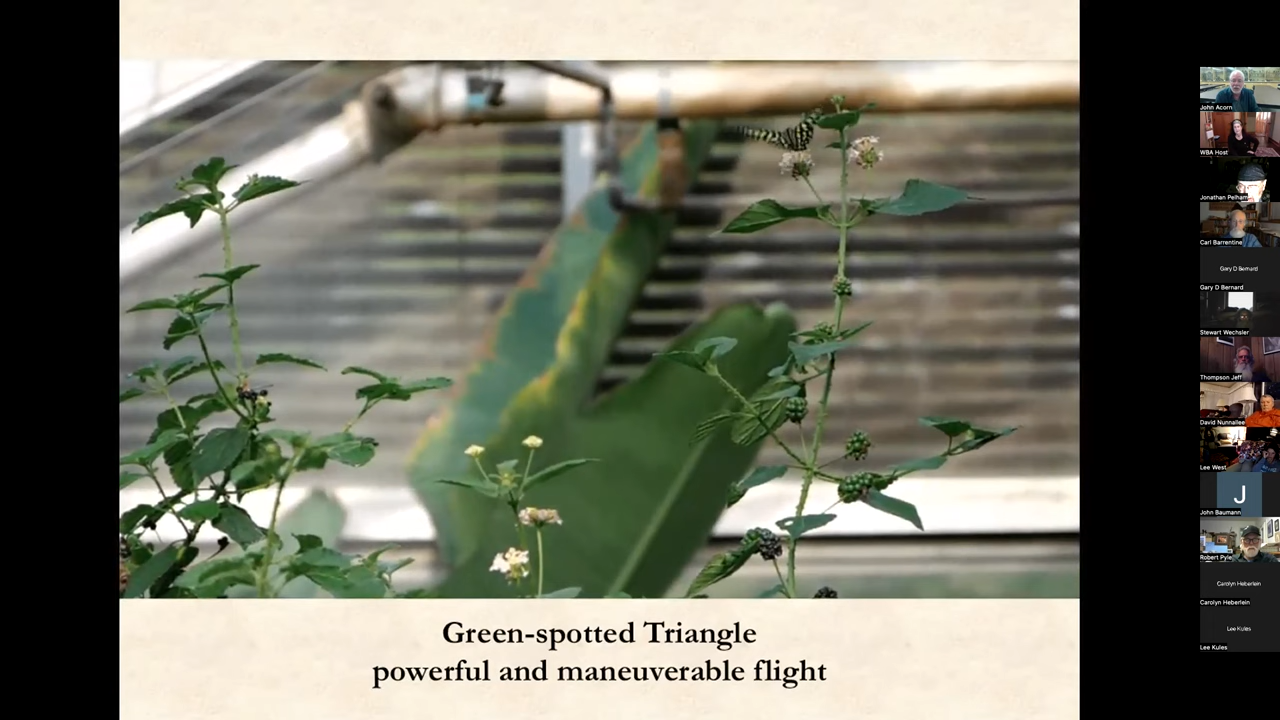 Green-spotted Triangle
powerful and maneuverable flight
John Acorn
WBA Host
Jonathan Pelham
Carl Barrentine
Gary D Bernard
Gary D Bernard
Stewart Wechsler
Thompson Jeff
David Nunnallee
Lee West
J
John Baumann
Robert Pyle
Carolyn Heberlein
Carolyn Heberlein
Lee Kules
Lee Kules